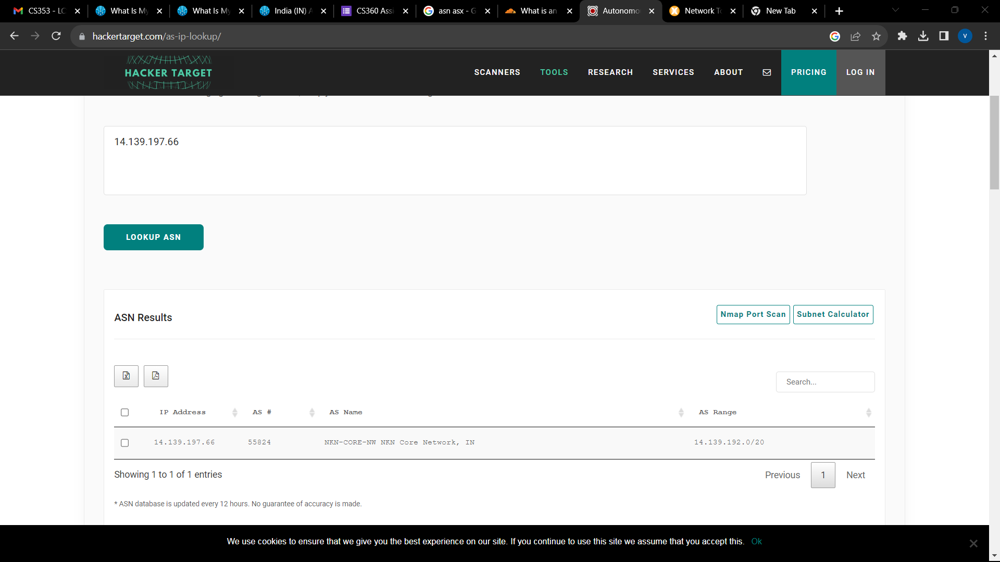 CS353 - LC
What Is My
What Is My
India (IN) A
CS360 Assi
asn asx - G
What is an
Autonomo
Network To
New Tab
hackertarget.com/as-ip-lookup/
V
HACKER TARGET
SCANNERS
TOOLS
RESEARCH
SERVICES
ABOUT
PRICING
LOG IN
14.139.197.66
LOOKUP ASN
ASN Results
Nmap Port Scan
Subnet Calculator
Search...
IP Address AS # AS Name AS Range
14.139.197.66 55824 NKN-CORE-NW NKN Core Network, IN 14.139.192.0/20
Showing 1 to 1 of 1 entries
Previous 1 Next
* ASN database is updated every 12 hours. No guarantee of accuracy is made.
We use cookies to ensure that we give you the best experience on our site. If you continue to use this site we assume that you accept this. Ok